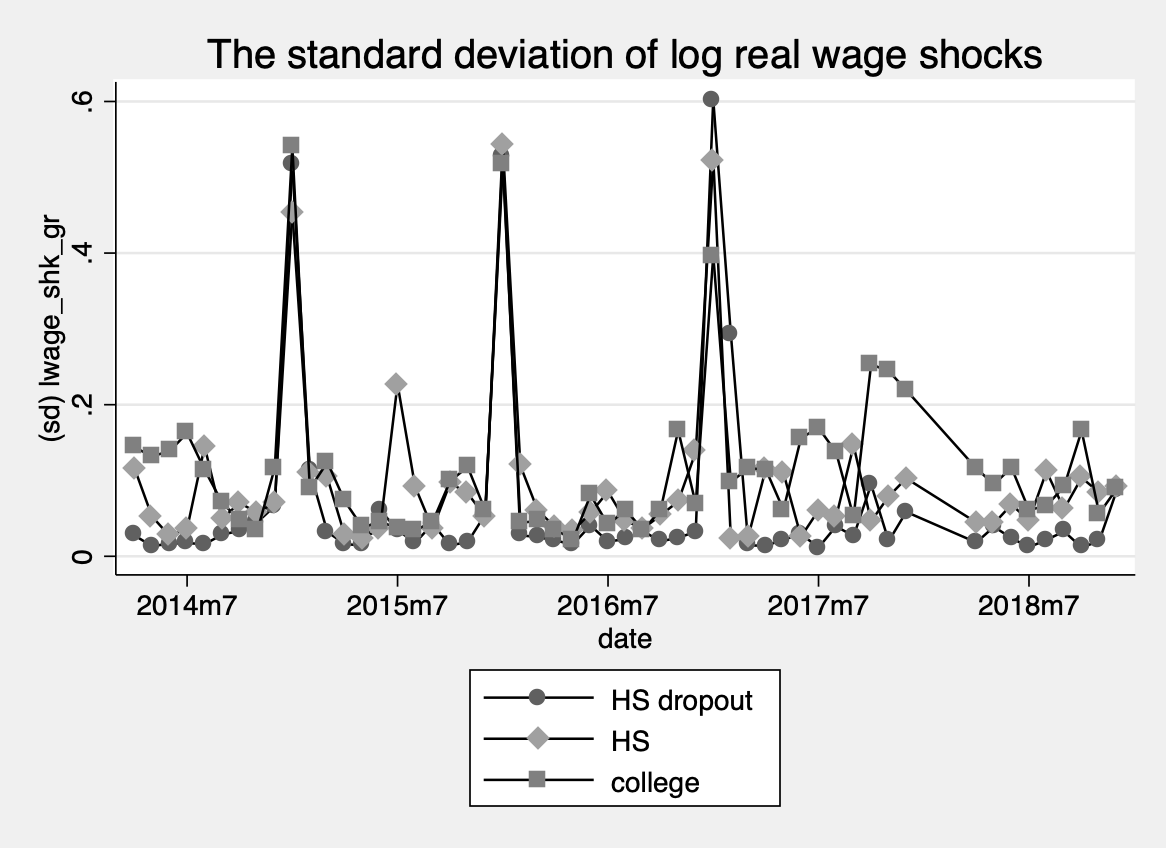 The standard deviation of log real wage shocks
(sd) lwage_shk_gr
.6
.4
.2
0
2014m7 2015m7 2016m7 2017m7 2018m7
date
HS dropout
HS
college